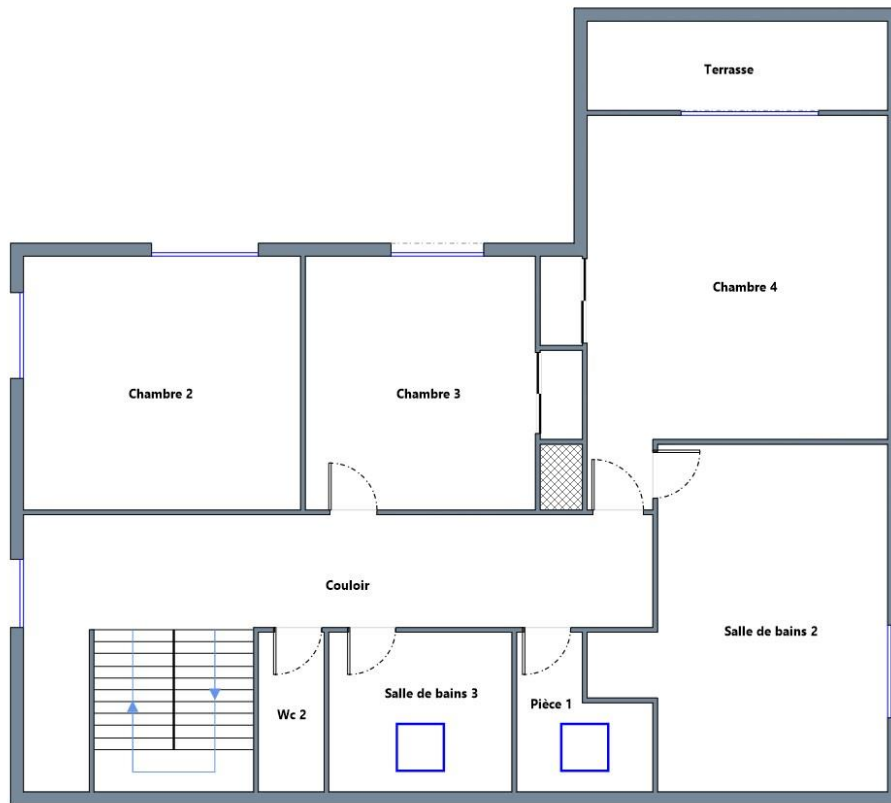 Terrasse
Chambre 4
Chambre 2
Chambre 3
Couloir
Salle de bains 2
Salle de bains 3
Pièce 1
Wc 2